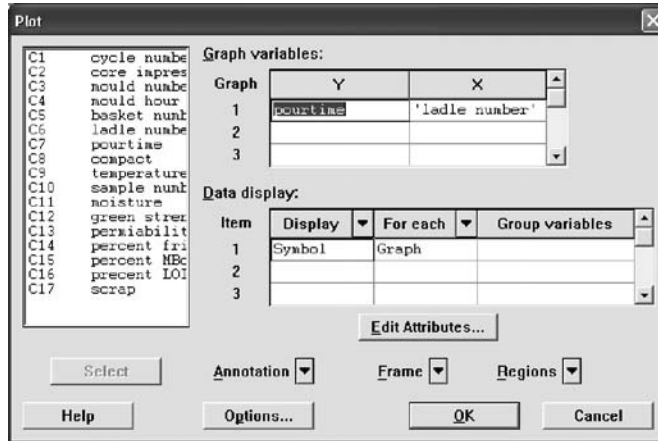 Plot
C1 cycle numbe
C2 core impres
C3 mould numbe
C4 mould hour
C5 basket numb
C6 ladle numbe
C7 pourtime
C8 compact
C9 temperature
C10 sample numb
C11 moisture
C12 green strer
C13 permiabilit
C14 percent fri
C15 percent MBc
C16 precent LOI
C17 scrap
Graph variables:
Graph Y X
1 pourtime 'ladle number'
2
3
Data display:
Item Display For each Group variables
1 Symbol Graph
2
3
Edit Attributes...
Select Annotation Frame Regions
Help Options... OK Cancel